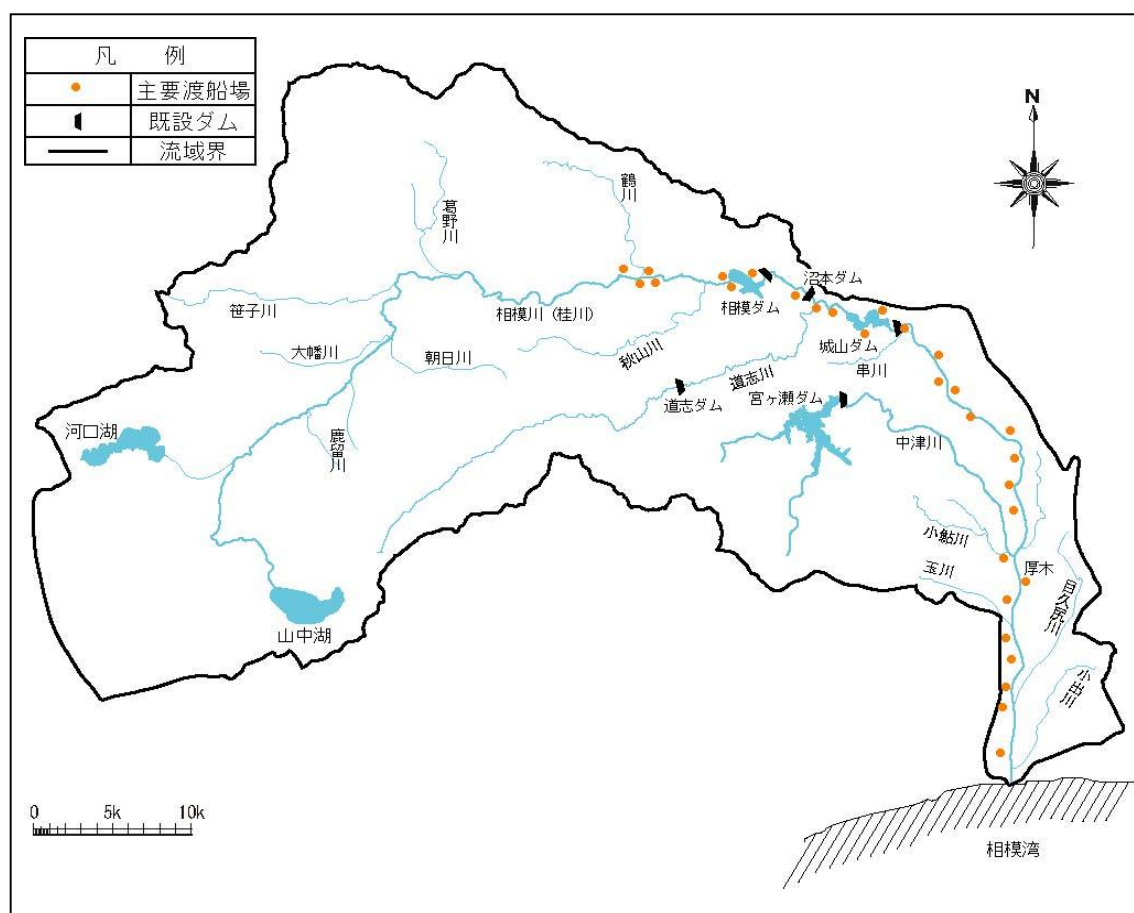 凡　例
主要渡船場
既設ダム
流域界
N
鶴川
葛野川
沼本ダム
相模ダム
笹子川
相模川（桂川）
大幡川
朝日川
秋山川
城山ダム
串川
道志川
道志ダム
宮ヶ瀬ダム
河口湖
鹿留川
中津川
小鮎川
玉川
厚木
目久尻川
山中湖
小出川
0 5k 10k
相模湾